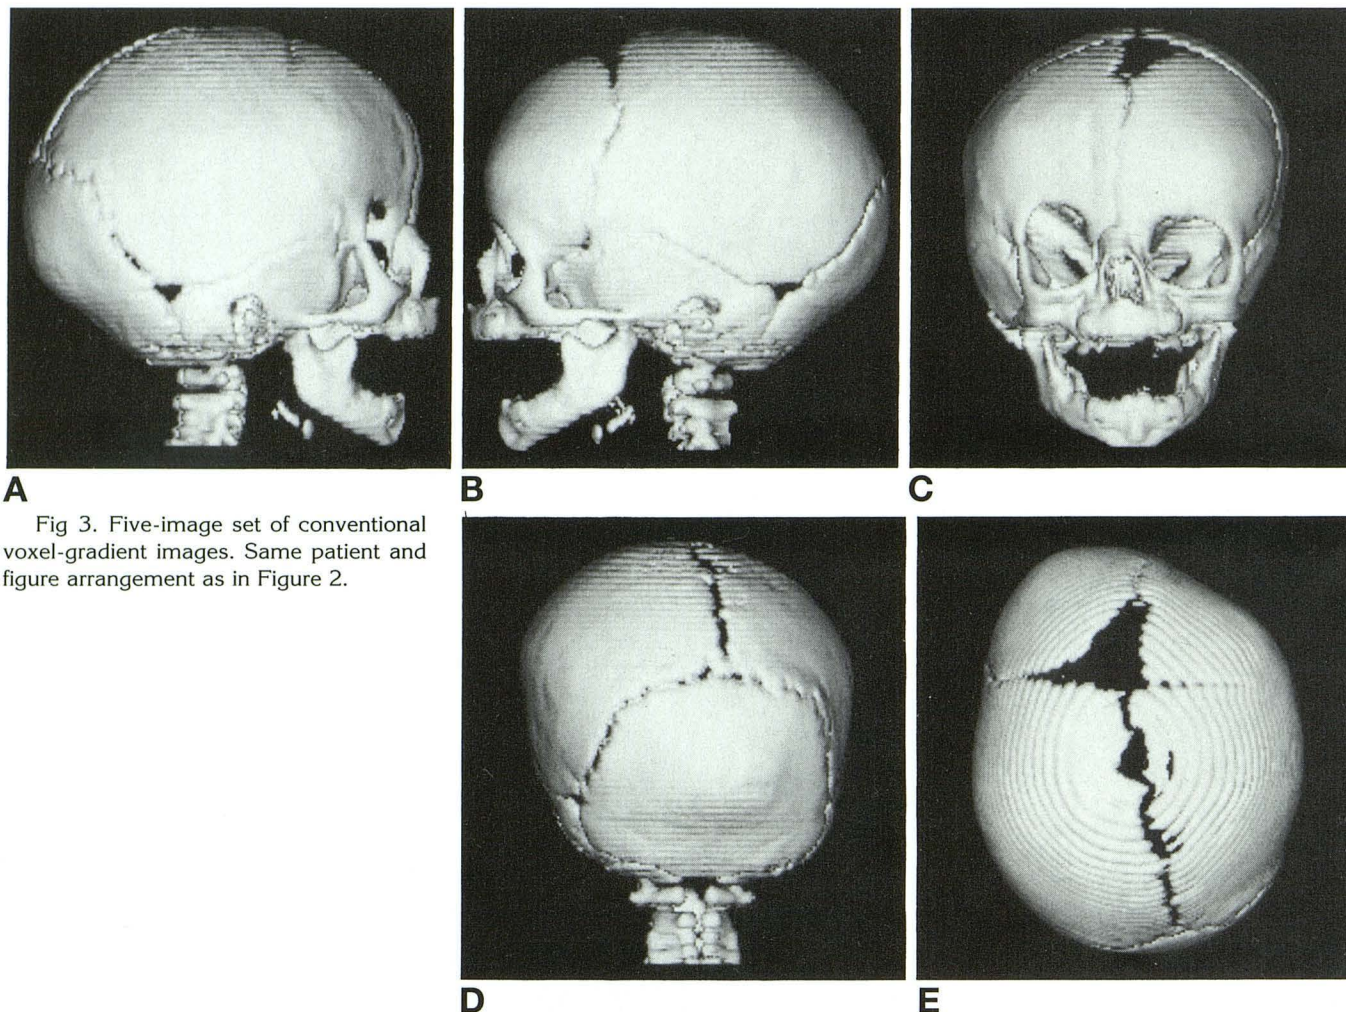 A
B
C
Fig 3. Five-image set of conventional
voxel-gradient images. Same patient and
figure arrangement as in Figure 2.
D
E